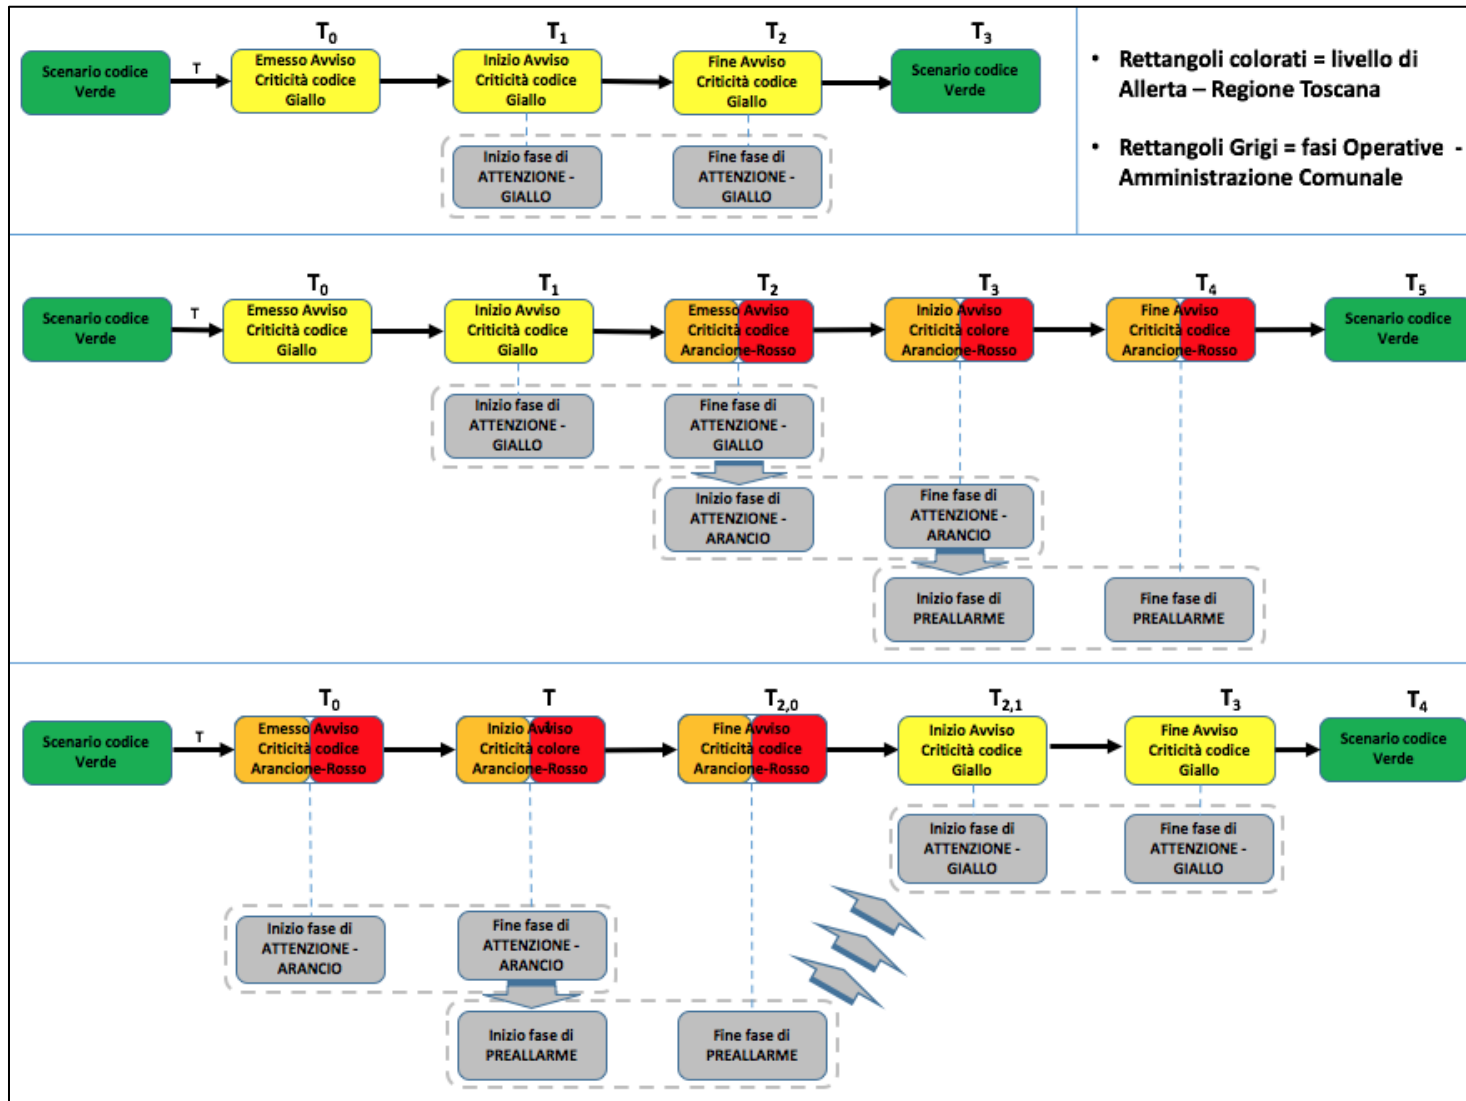 T0
T1
T2
T3
Scenario codice
Verde
T
Emesso Avviso
Criticità codice
Giallo
Inizio Avviso
Criticità codice
Giallo
Fine Avviso
Criticità codice
Giallo
Scenario codice
Verde
Inizio fase di
ATTENZIONE -
GIALLO
Fine fase di
ATTENZIONE -
GIALLO
• Rettangoli colorati = livello di
Allerta – Regione Toscana
• Rettangoli Grigi = fasi Operative -
Amministrazione Comunale
T0
T1
T2
T3
T4
T5
Scenario codice
Verde
T
Emesso Avviso
Criticità codice
Giallo
Inizio Avviso
Criticità codice
Giallo
Emesso Avviso
Criticità codice
Arancione-Rosso
Inizio Avviso
Criticità colore
Arancione-Rosso
Fine Avviso
Criticità codice
Arancione-Rosso
Scenario codice
Verde
Inizio fase di
ATTENZIONE -
GIALLO
Fine fase di
ATTENZIONE -
GIALLO
Inizio fase di
ATTENZIONE -
ARANCIO
Fine fase di
ATTENZIONE -
ARANCIO
Inizio fase di
PREALLARME
Fine fase di
PREALLARME
T0
T
T2,0
T2,1
T3
T4
Scenario codice
Verde
T
Emesso Avviso
Criticità codice
Arancione-Rosso
Inizio Avviso
Criticità colore
Arancione-Rosso
Fine Avviso
Criticità codice
Arancione-Rosso
Inizio Avviso
Criticità codice
Giallo
Fine Avviso
Criticità codice
Giallo
Scenario codice
Verde
Inizio fase di
ATTENZIONE -
GIALLO
Fine fase di
ATTENZIONE -
GIALLO
Inizio fase di
ATTENZIONE -
ARANCIO
Fine fase di
ATTENZIONE -
ARANCIO
Inizio fase di
PREALLARME
Fine fase di
PREALLARME